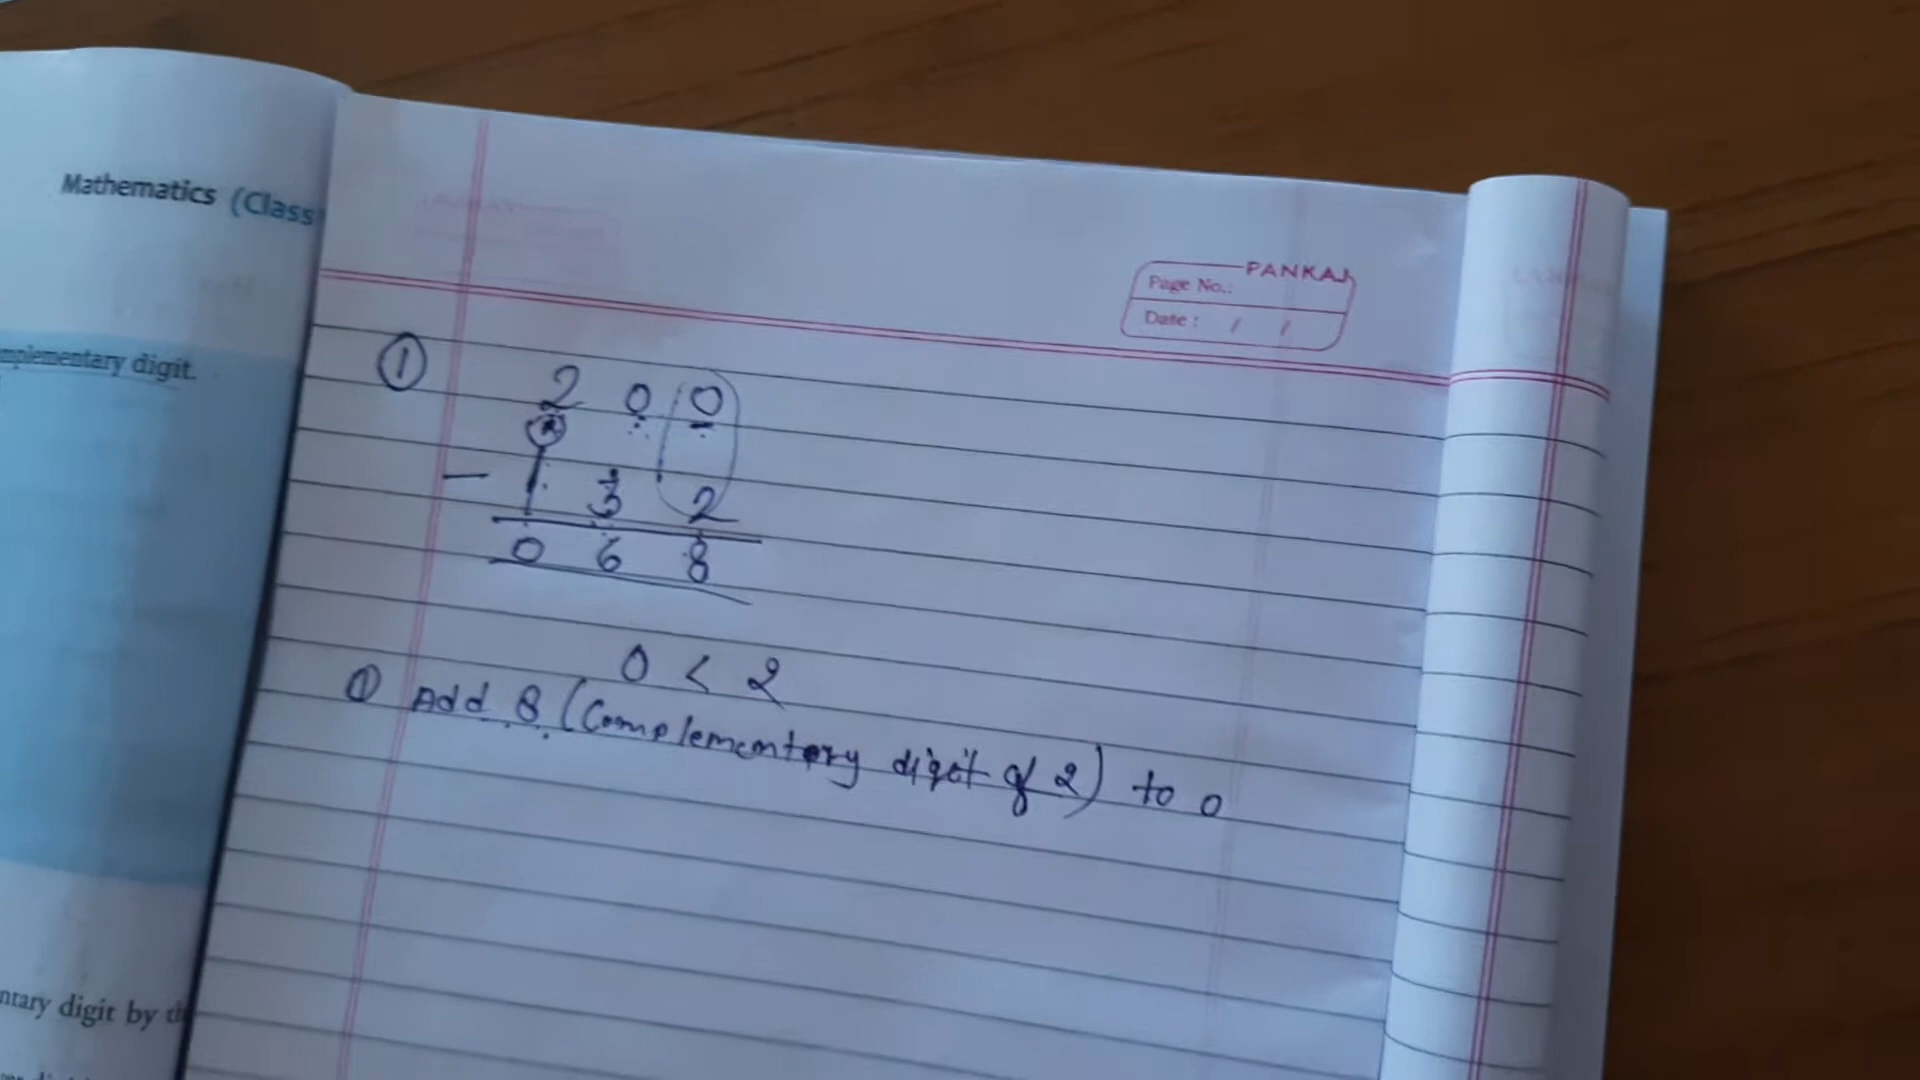 Mathematics (Class
mplementary digit.
ntary digit by th
PANKAJ
Page No.:
Date : / /
① 2 0 0
- 1 3 2
0 6 8
0 < 2
① Add 8 (Complementary digit of 2) to 0